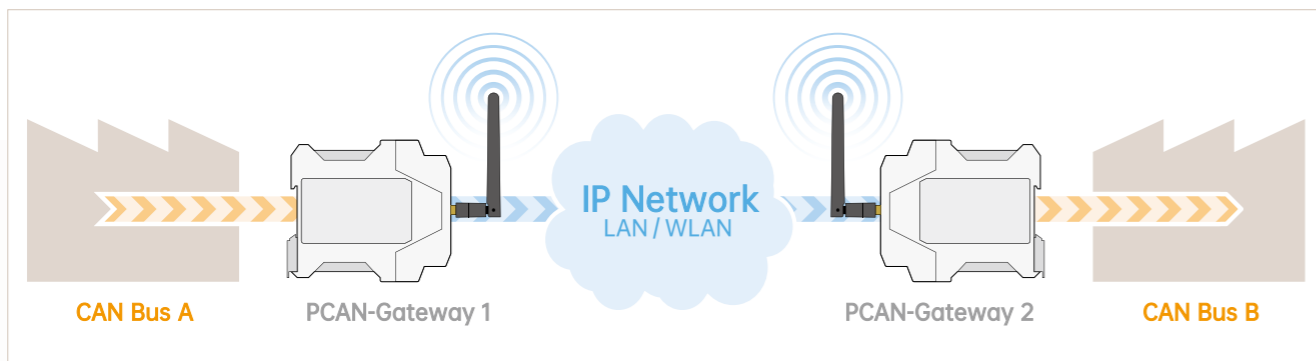 IP Network
LAN / WLAN
CAN Bus A
PCAN-Gateway 1
PCAN-Gateway 2
CAN Bus B